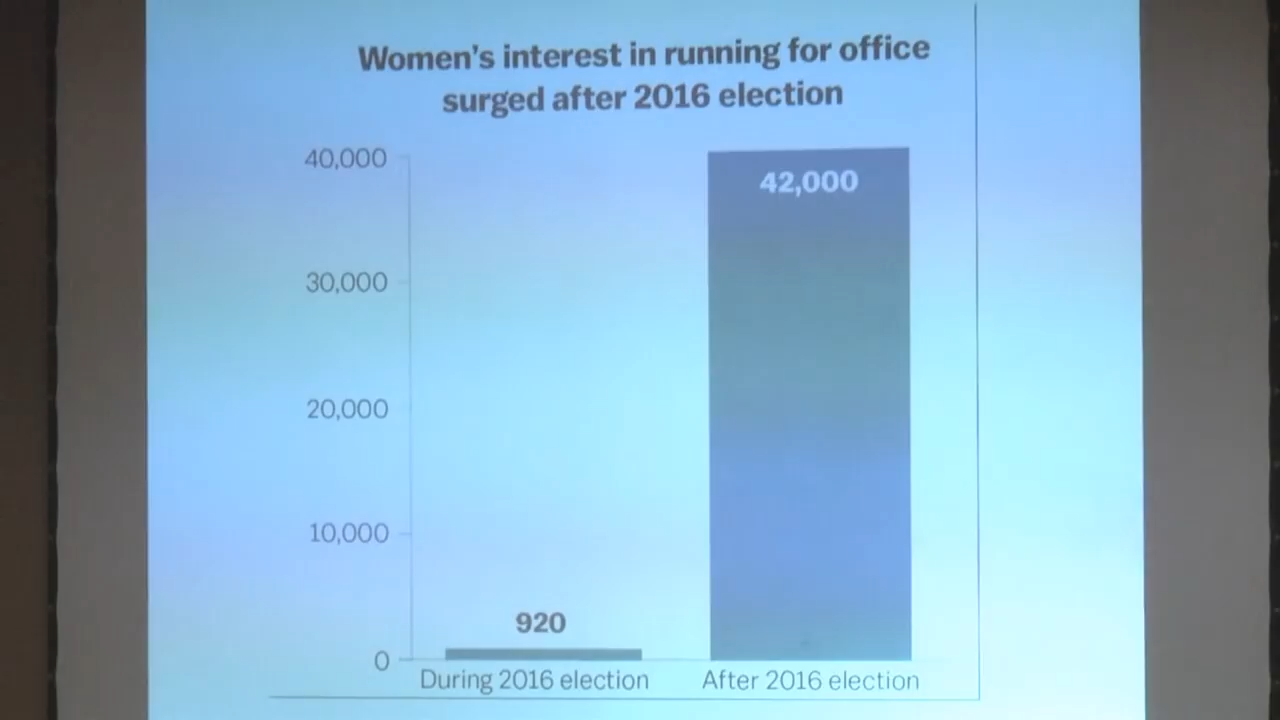 Women's interest in running for office
surged after 2016 election
40,000
42,000
30,000
20,000
10,000
920
0
During 2016 election
After 2016 election